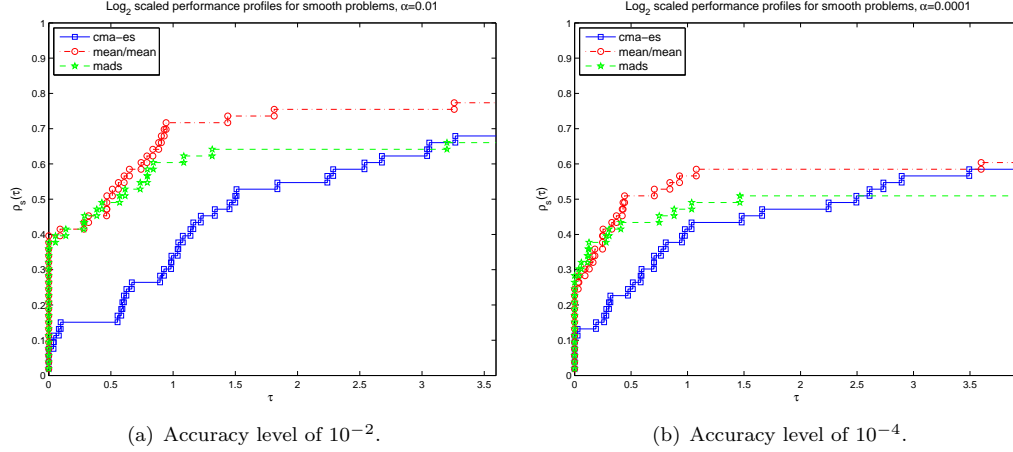 Log₂ scaled performance profiles for smooth problems, α=0.01
1
0.9
0.8
0.7
0.6
0.5
0.4
0.3
0.2
0.1
0
ρₛ(τ)
cma-es
mean/mean
mads
0
0.5
1
1.5
2
2.5
3
3.5
τ
(a) Accuracy level of 10⁻².
Log₂ scaled performance profiles for smooth problems, α=0.0001
1
0.9
0.8
0.7
0.6
0.5
0.4
0.3
0.2
0.1
0
ρₛ(τ)
cma-es
mean/mean
mads
0
0.5
1
1.5
2
2.5
3
3.5
τ
(b) Accuracy level of 10⁻⁴.